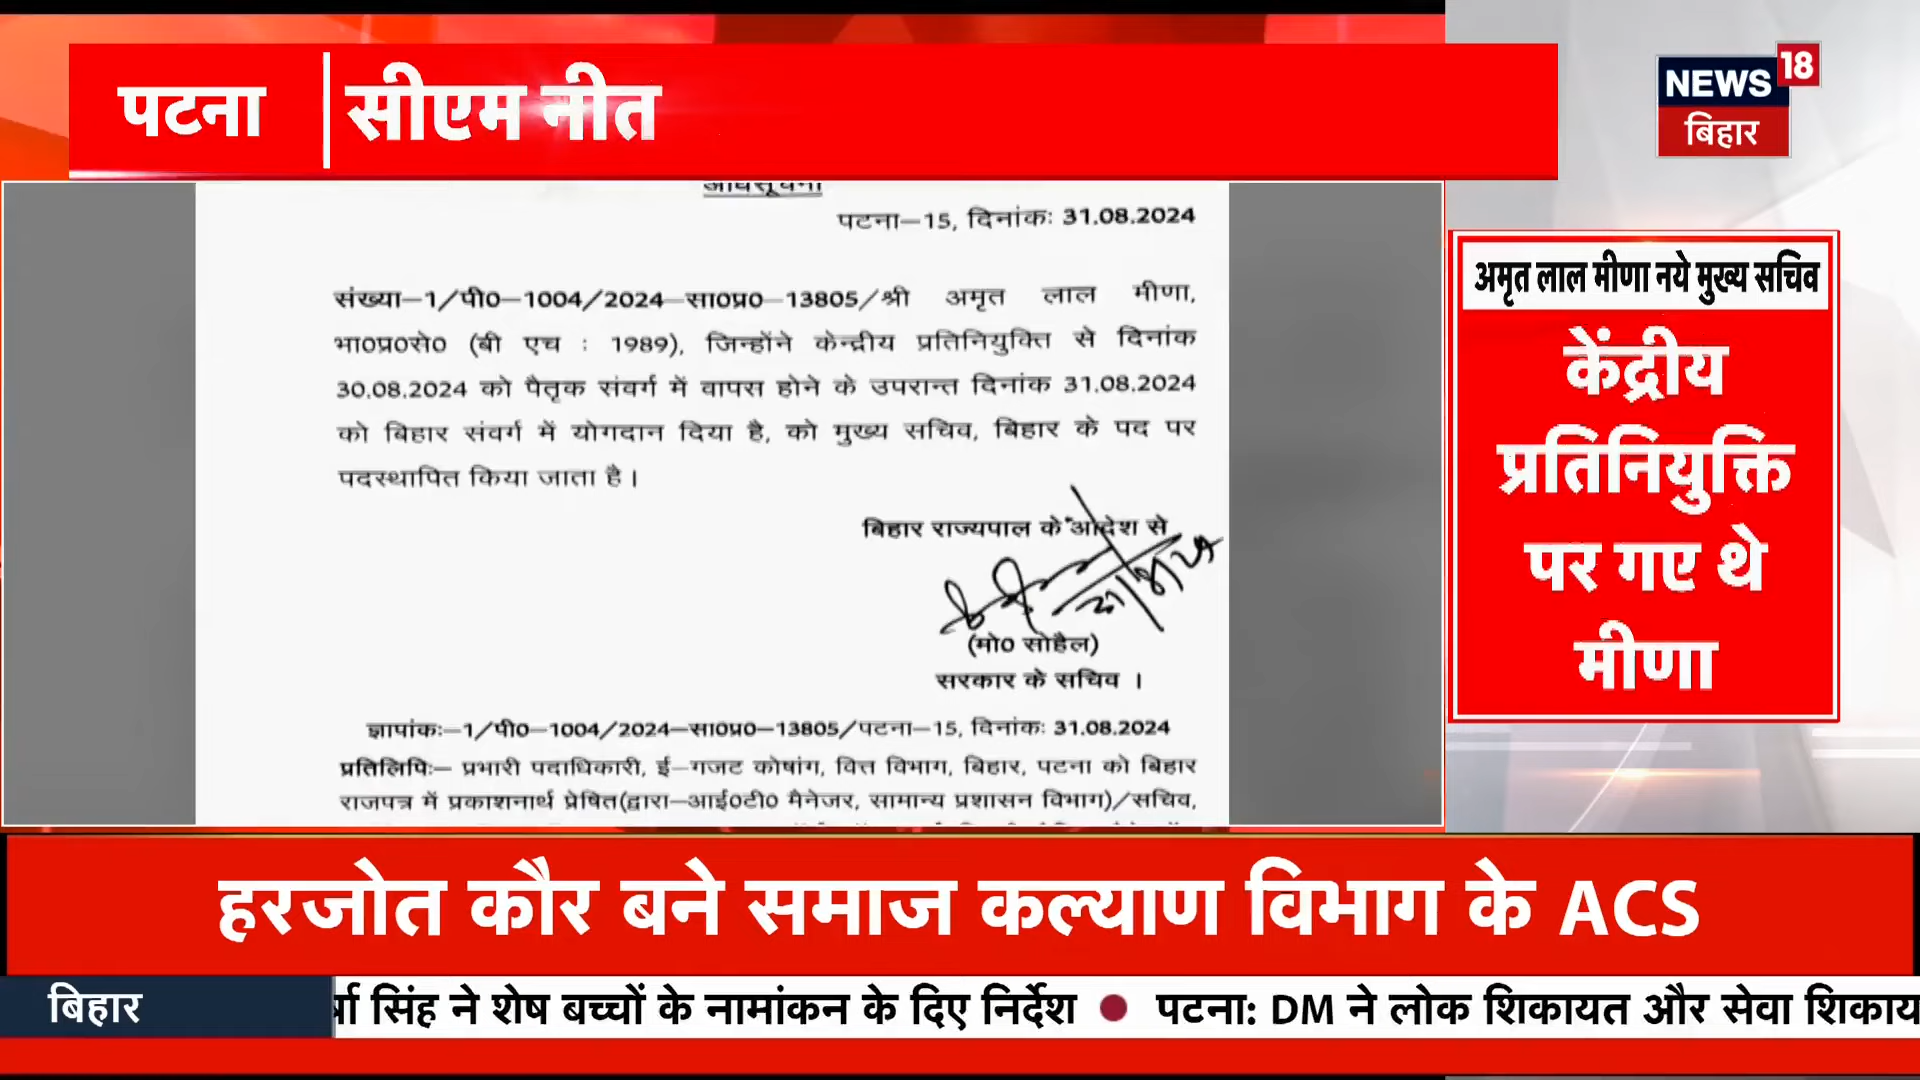 पटना
सीएम नीत
NEWS 18
बिहार
अधिसूचना
पटना–15, दिनांकः 31.08.2024
संख्या–1/पी0–1004/2024–सा0प्र0–13805/श्री अमृत लाल मीणा,
भा0प्र0से0 (बी एच : 1989), जिन्होंने केन्द्रीय प्रतिनियुक्ति से दिनांक
30.08.2024 को पैतृक संवर्ग में वापस होने के उपरान्त दिनांक 31.08.2024
को बिहार संवर्ग में योगदान दिया है, को मुख्य सचिव, बिहार के पद पर
पदस्थापित किया जाता है।
बिहार राज्यपाल के आदेश से
(मो0 सोहैल)
सरकार के सचिव ।
ज्ञापांकः–1/पी0–1004/2024–सा0प्र0–13805/पटना–15, दिनांकः 31.08.2024
प्रतिलिपिः– प्रभारी पदाधिकारी, ई–गजट कोषांग, वित्त विभाग, बिहार, पटना को बिहार
राजपत्र में प्रकाशनार्थ प्रेषित(द्वारा–आई0टी0 मैनेजर, सामान्य प्रशासन विभाग)/सचिव,
अमृत लाल मीणा नये मुख्य सचिव
केंद्रीय
प्रतिनियुक्ति
पर गए थे
मीणा
हरजोत कौर बने समाज कल्याण विभाग के ACS
बिहार
सिंह ने शेष बच्चों के नामांकन के दिए निर्देश ● पटना: DM ने लोक शिकायत और सेवा शिकाय